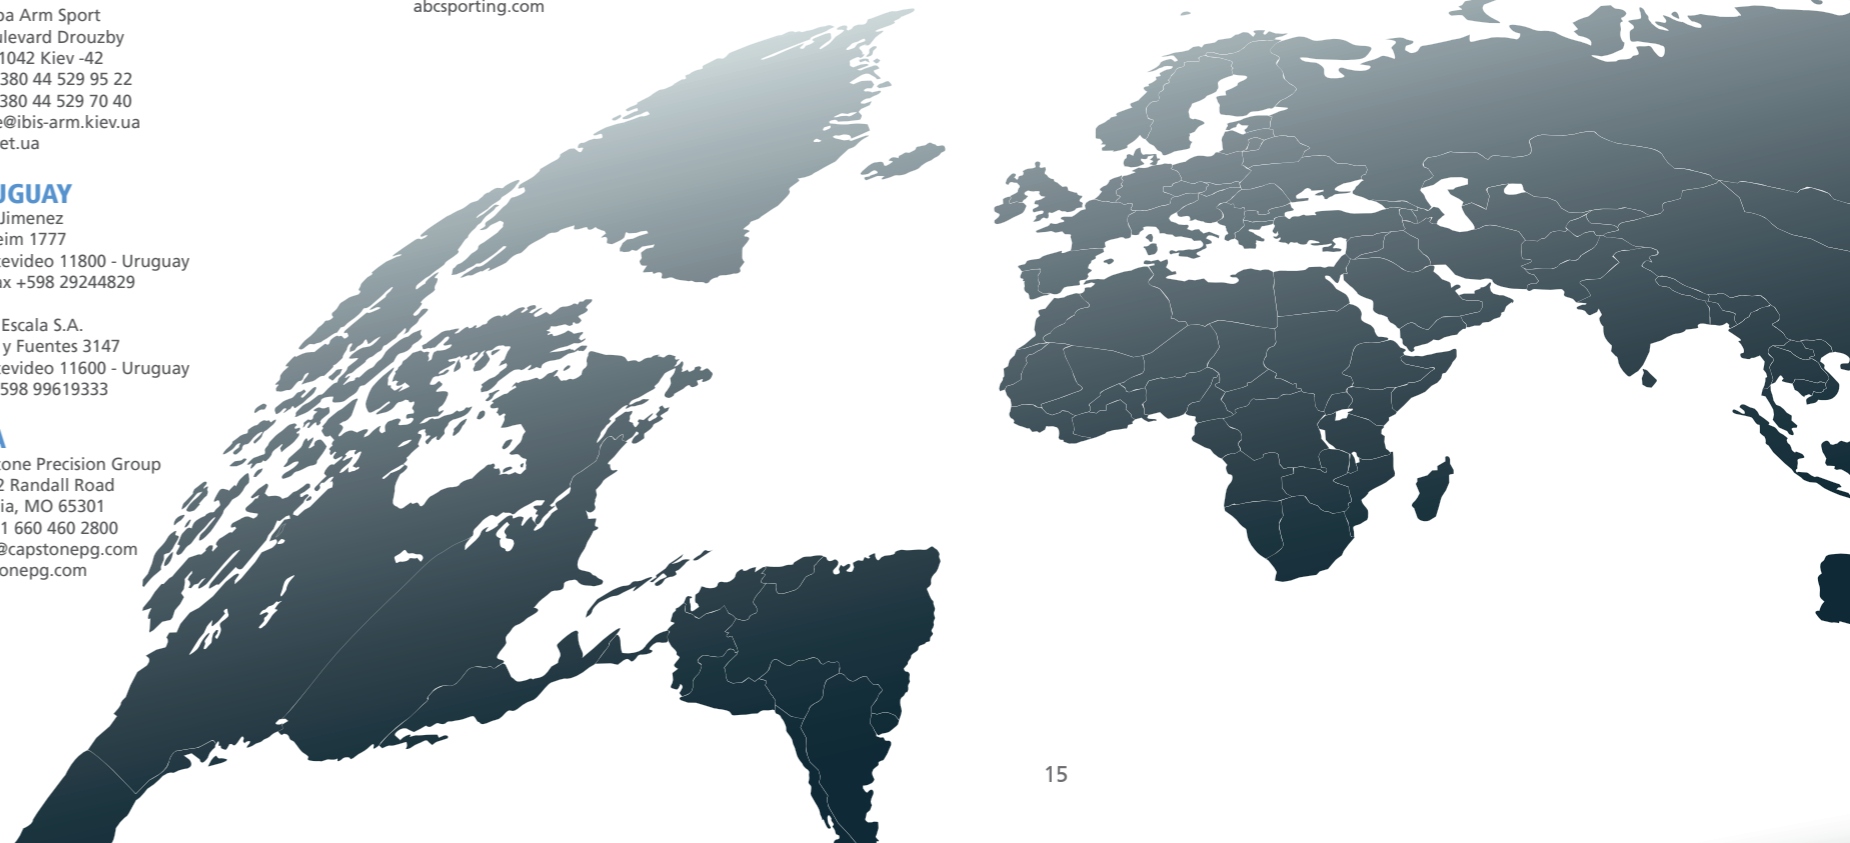 ba Arm Sport
ulevard Drouzby
1042 Kiev -42
380 44 529 95 22
380 44 529 70 40
e@ibis-arm.kiev.ua
et.ua
UGUAY
Jimenez
eim 1777
evideo 11800 - Uruguay
ax +598 29244829
Escala S.A.
y Fuentes 3147
evideo 11600 - Uruguay
598 99619333
A
one Precision Group
2 Randall Road
ia, MO 65301
1 660 460 2800
@capstonepg.com
onepg.com
abcsporting.com
15